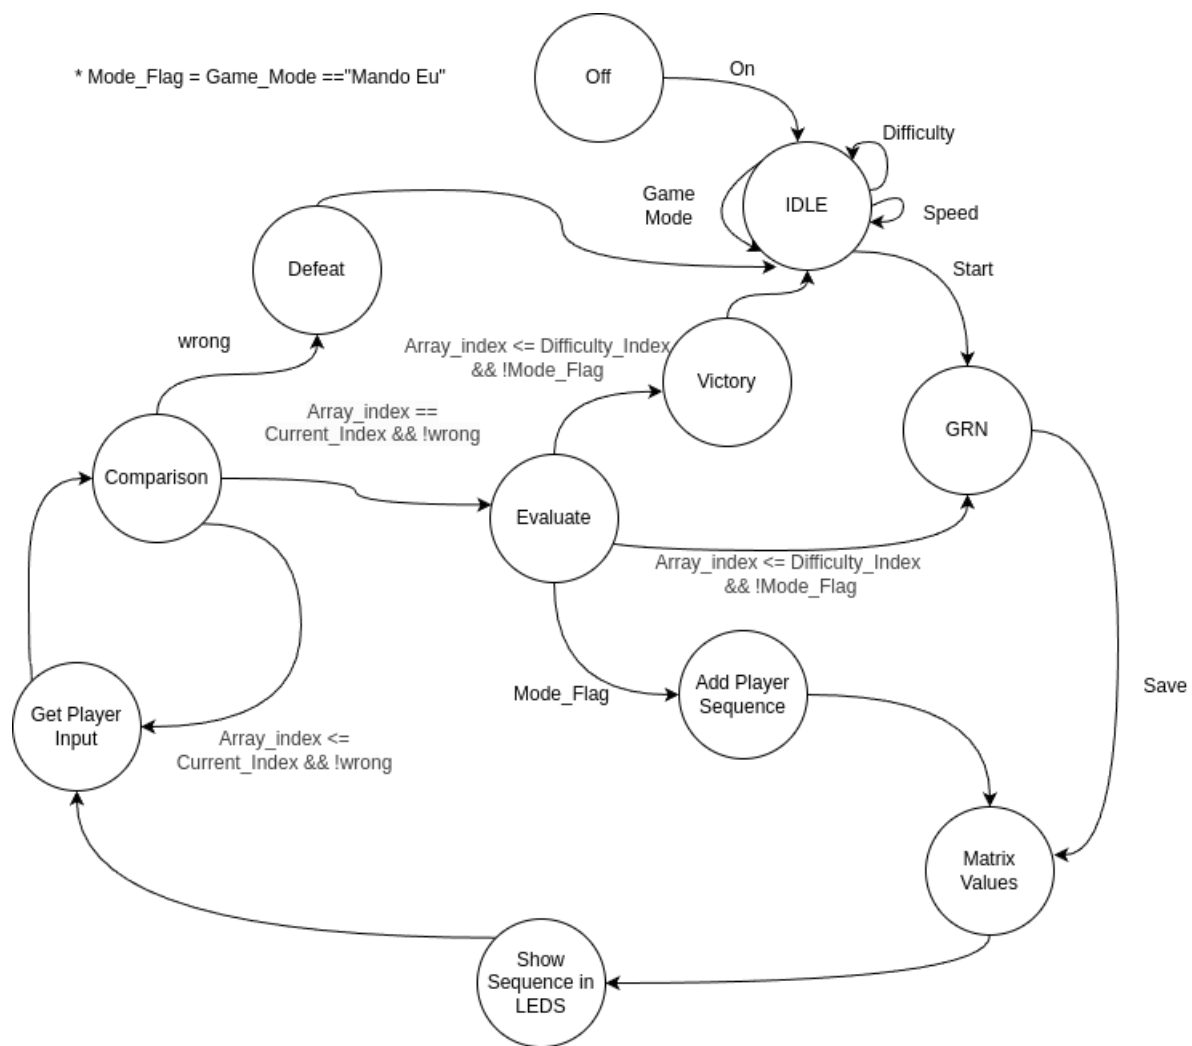 * Mode_Flag = Game_Mode =="Mando Eu"
Off
On
Difficulty
IDLE
Game
Mode
Speed
Start
Defeat
wrong
Array_index <= Difficulty_Index
&& !Mode_Flag
Victory
Array_index ==
Current_Index && !wrong
GRN
Comparison
Evaluate
Array_index <= Difficulty_Index
&& !Mode_Flag
Mode_Flag
Add Player
Sequence
Save
Get Player
Input
Array_index <=
Current_Index && !wrong
Matrix
Values
Show
Sequence in
LEDS